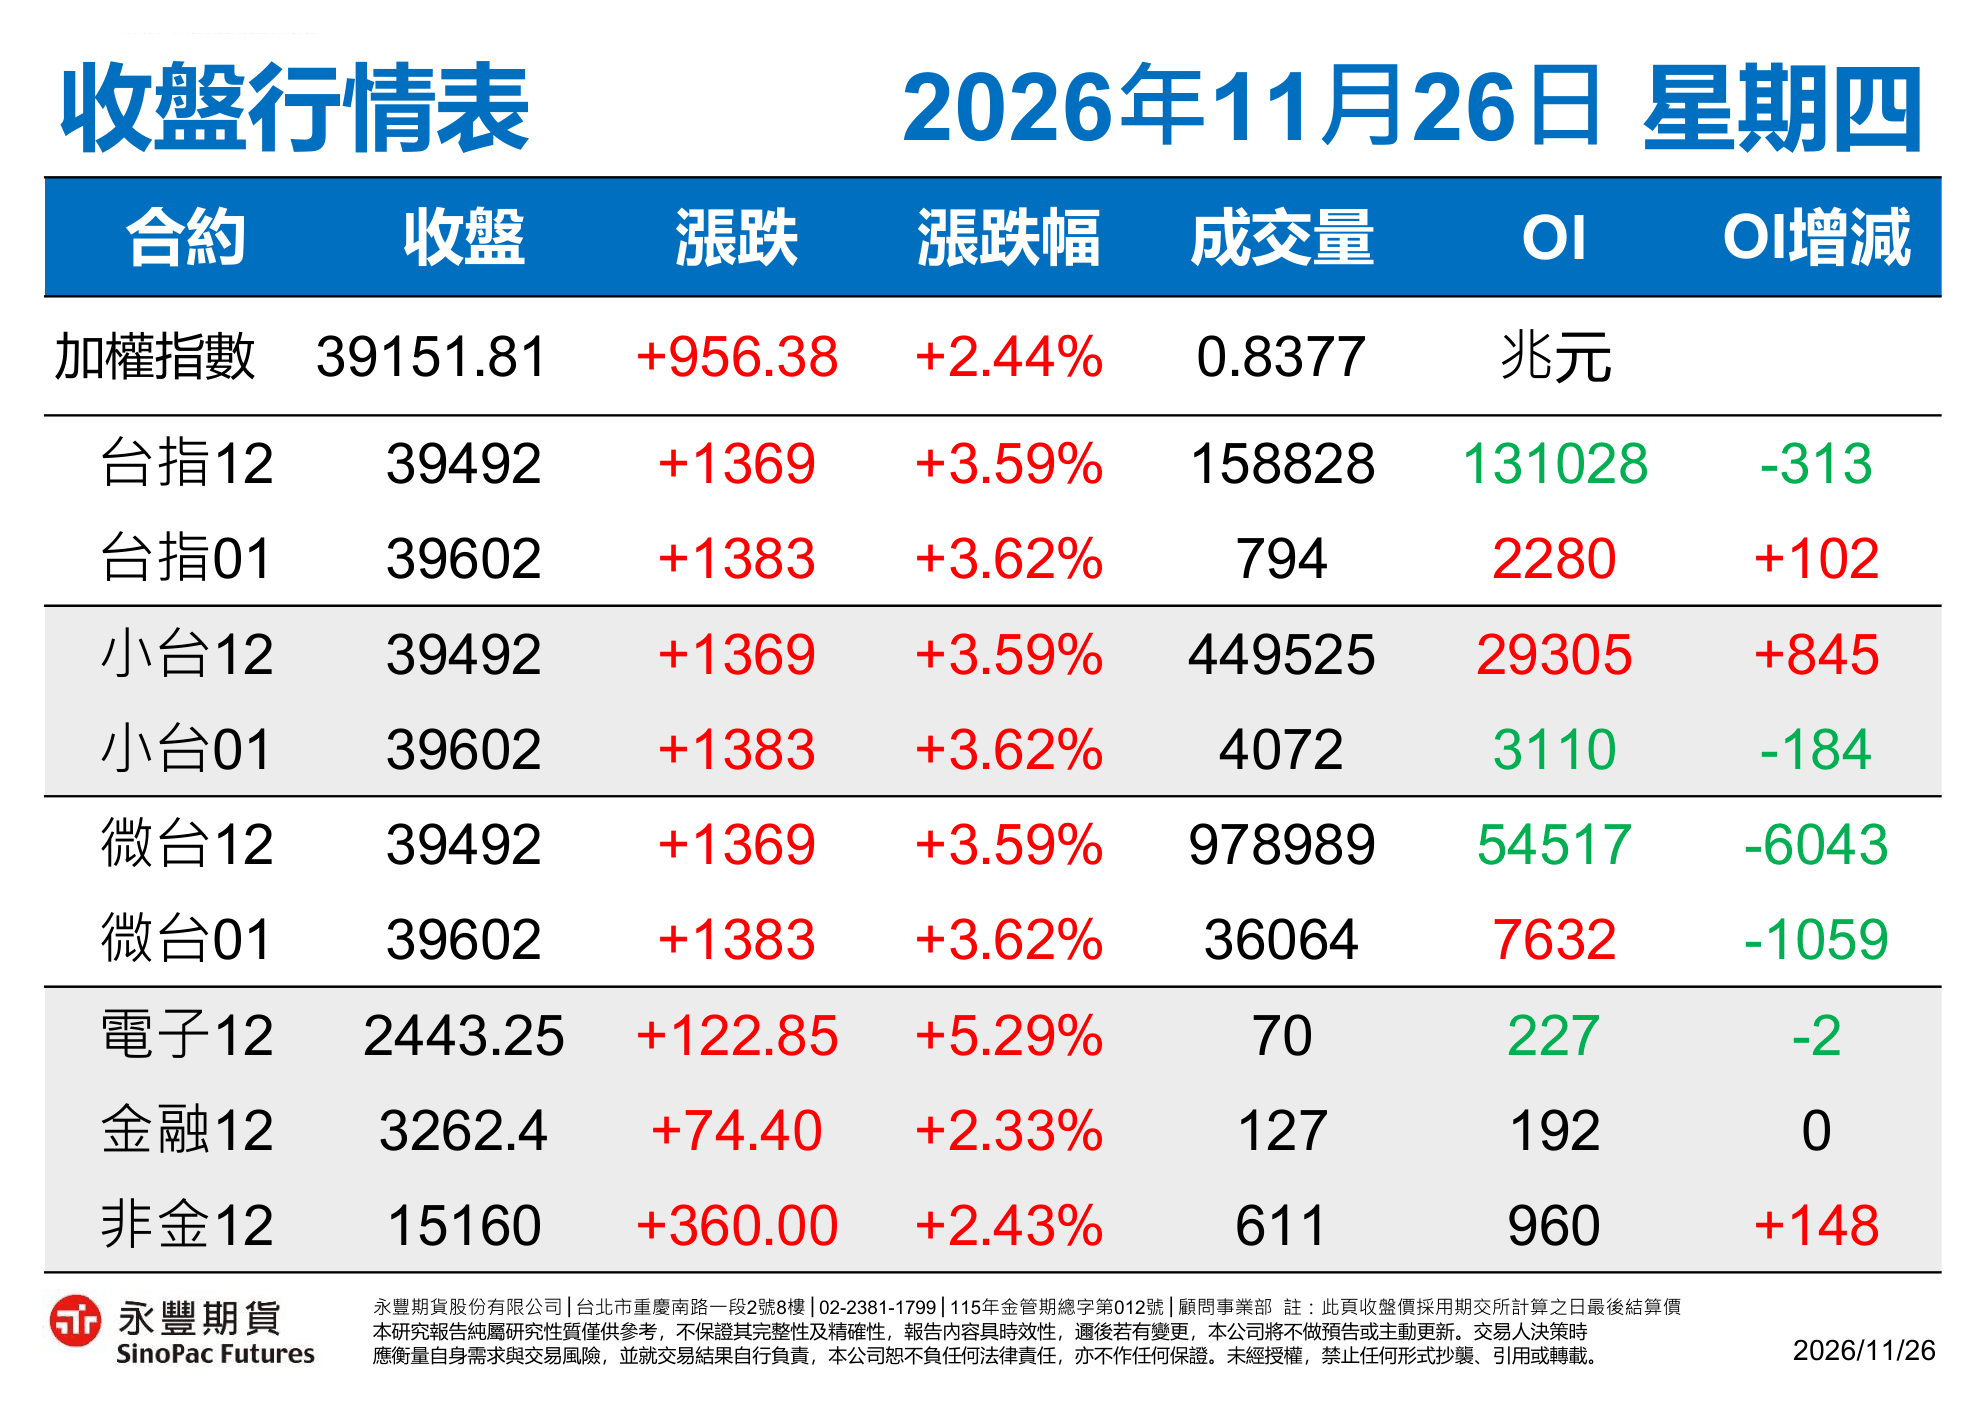 收盤行情表 2026年11月26日 星期四
合約 收盤 漲跌 漲跌幅 成交量 OI OI增減
加權指數 39151.81 +956.38 +2.44% 0.8377 兆元
台指12 39492 +1369 +3.59% 158828 131028 -313
台指01 39602 +1383 +3.62% 794 2280 +102
小台12 39492 +1369 +3.59% 449525 29305 +845
小台01 39602 +1383 +3.62% 4072 3110 -184
微台12 39492 +1369 +3.59% 978989 54517 -6043
微台01 39602 +1383 +3.62% 36064 7632 -1059
電子12 2443.25 +122.85 +5.29% 70 227 -2
金融12 3262.4 +74.40 +2.33% 127 192 0
非金12 15160 +360.00 +2.43% 611 960 +148
永豐期貨
SinoPac Futures
永豐期貨股份有限公司|台北市重慶南路一段2號8樓|02-2381-1799|115年金管期總字第012號|顧問事業部 註：此頁收盤價採用期交所計算之日最後結算價
本研究報告純屬研究性質僅供參考，不保證其完整性及精確性，報告內容具時效性，邇後若有變更，本公司將不做預告或主動更新。交易人決策時
應衡量自身需求與交易風險，並就交易結果自行負責，本公司恕不負任何法律責任，亦不作任何保證。未經授權，禁止任何形式抄襲、引用或轉載。
2026/11/26